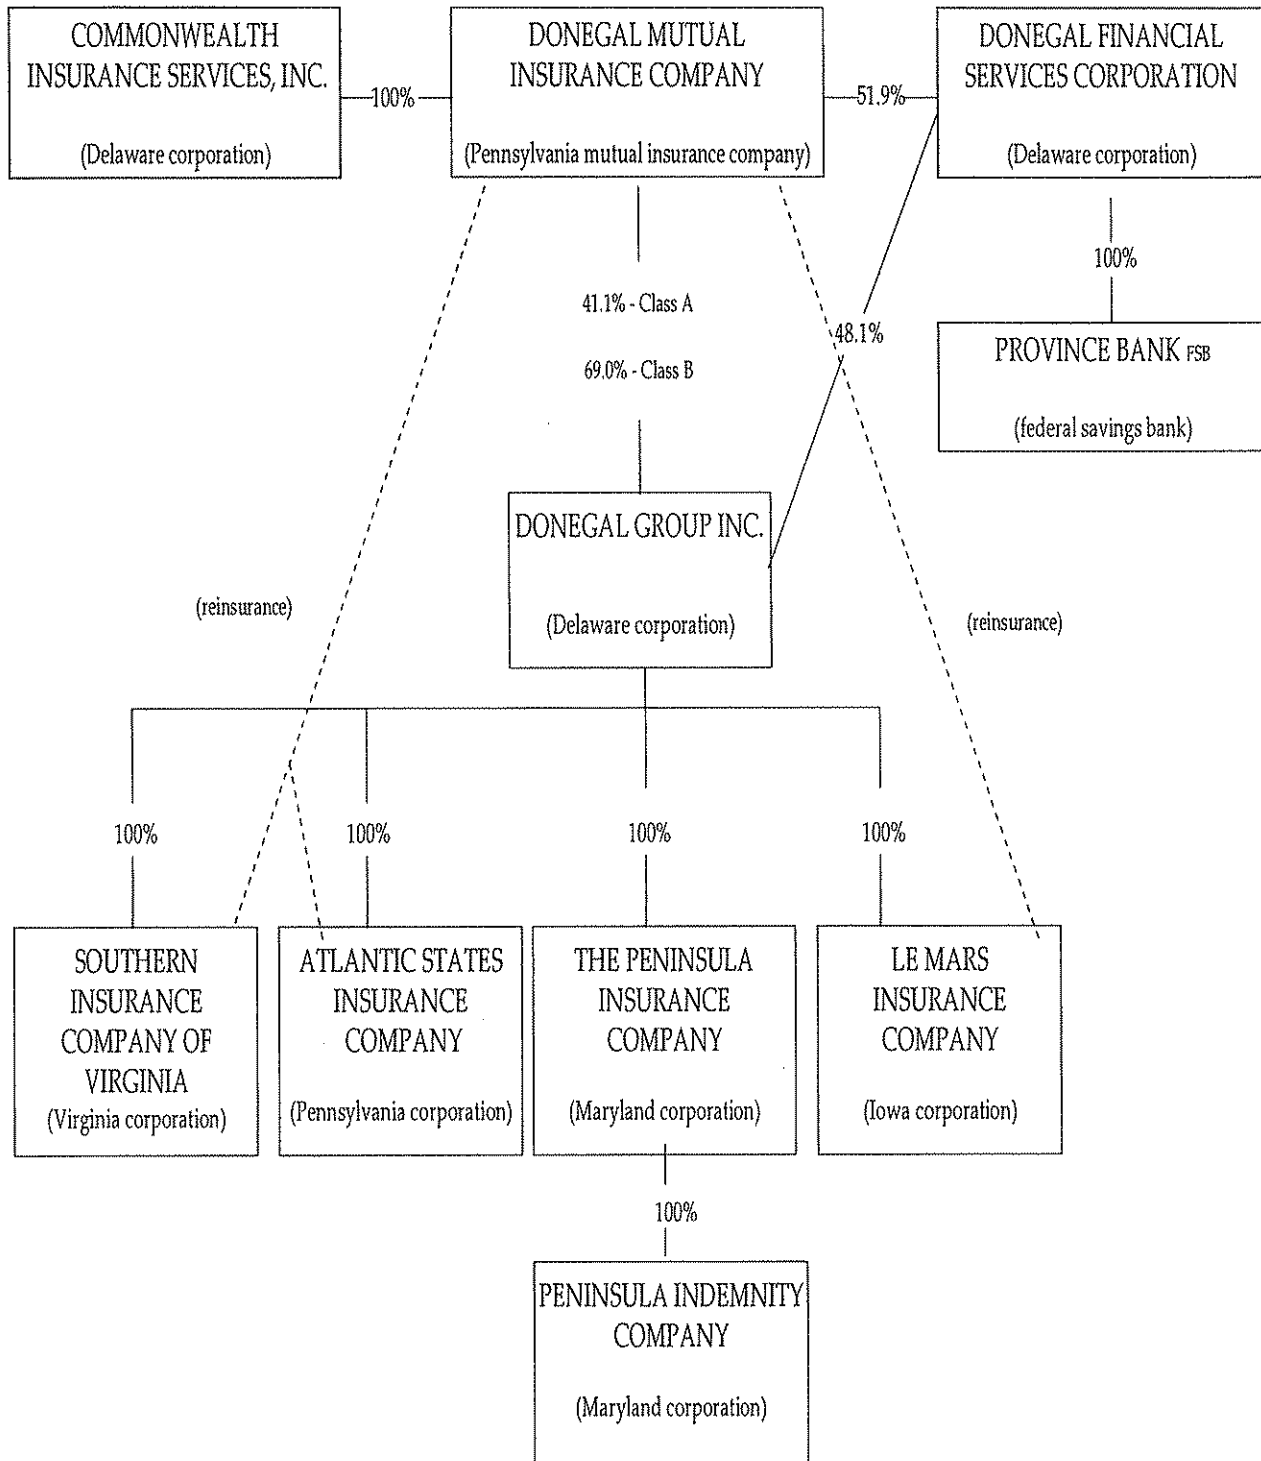 COMMONWEALTH
INSURANCE SERVICES, INC.
(Delaware corporation)
100%
DONEGAL MUTUAL
INSURANCE COMPANY
(Pennsylvania mutual insurance company)
51.9%
DONEGAL FINANCIAL
SERVICES CORPORATION
(Delaware corporation)
100%
PROVINCE BANK FSB
(federal savings bank)
41.1% - Class A
69.0% - Class B
48.1%
DONEGAL GROUP INC.
(Delaware corporation)
(reinsurance)
(reinsurance)
100%
100%
100%
100%
SOUTHERN
INSURANCE
COMPANY OF
VIRGINIA
(Virginia corporation)
ATLANTIC STATES
INSURANCE
COMPANY
(Pennsylvania corporation)
THE PENINSULA
INSURANCE
COMPANY
(Maryland corporation)
LE MARS
INSURANCE
COMPANY
(Iowa corporation)
100%
PENINSULA INDEMNITY
COMPANY
(Maryland corporation)